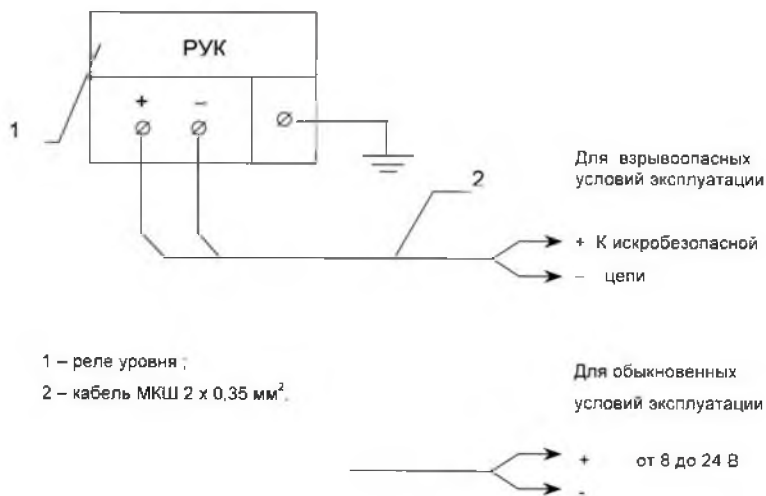 РУК
+ –
1
Для взрывоопасных
условий эксплуатации
2
+ К искробезопасной
– цепи
1 – реле уровня ;
2 – кабель МКШ 2 х 0,35 мм².
Для обыкновенных
условий эксплуатации
+ от 8 до 24 В
-